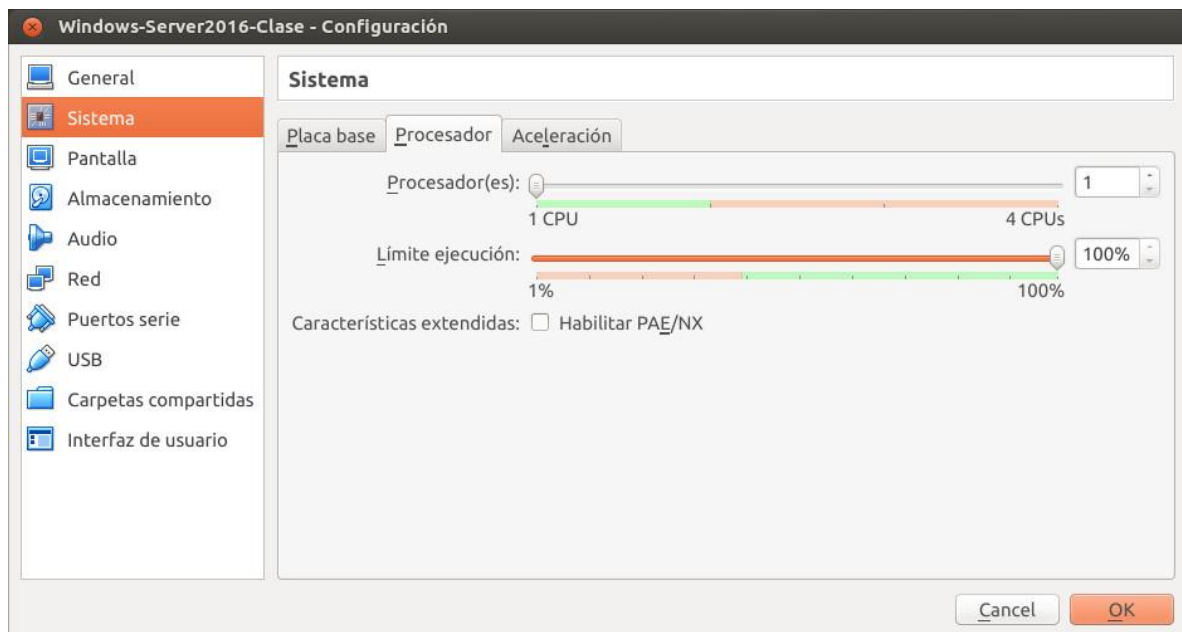 Windows-Server2016-Clase - Configuración
General
Sistema
Pantalla
Almacenamiento
Audio
Red
Puertos serie
USB
Carpetas compartidas
Interfaz de usuario
Sistema
Placa base Procesador Aceleración
Procesador(es): 1
1 CPU 4 CPUs
Límite ejecución: 100%
1% 100%
Características extendidas: Habilitar PAE/NX
Cancel OK